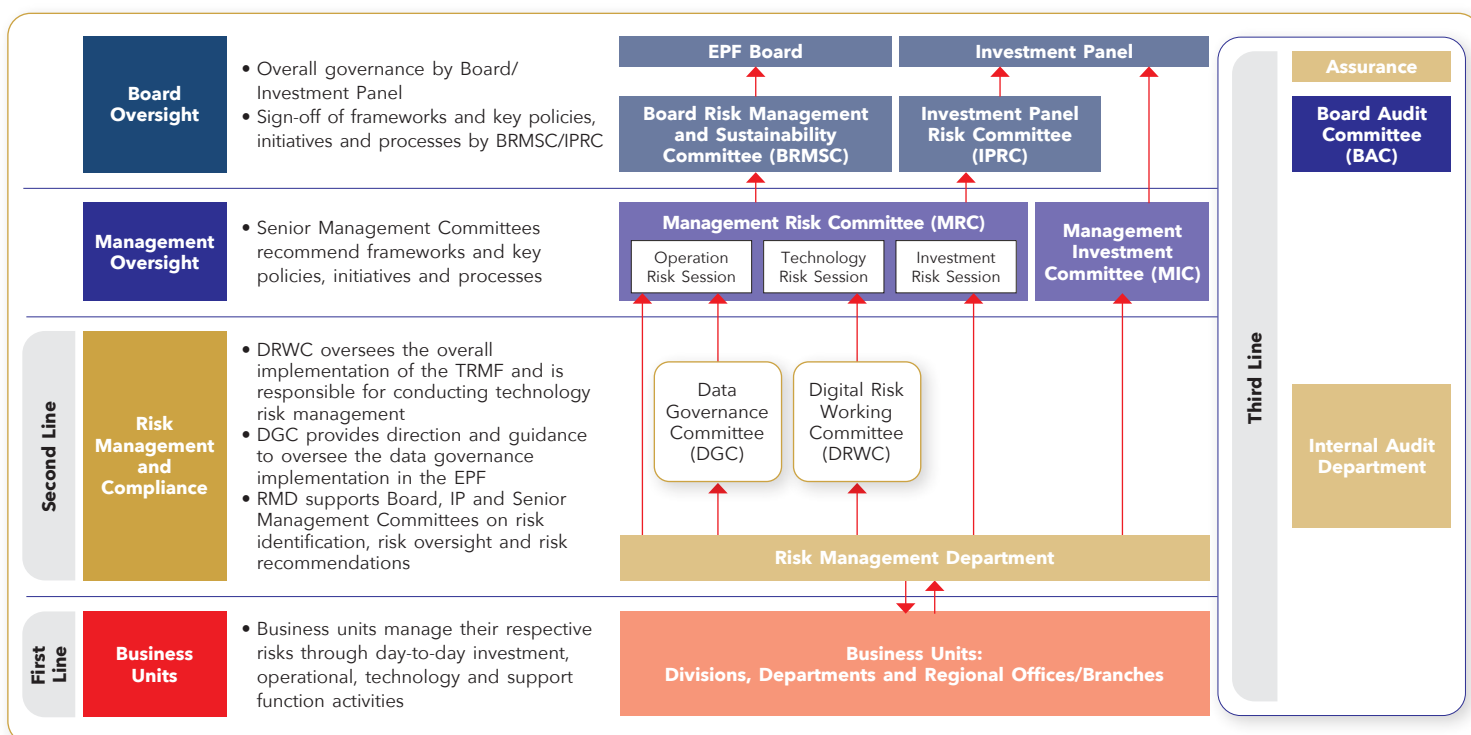 Board
Oversight
• Overall governance by Board/
Investment Panel
• Sign-off of frameworks and key policies,
initiatives and processes by BRMSC/IPRC
EPF Board
Investment Panel
Board Risk Management
and Sustainability
Committee (BRMSC)
Investment Panel
Risk Committee
(IPRC)
Management
Oversight
• Senior Management Committees
recommend frameworks and key
policies, initiatives and processes
Management Risk Committee (MRC)
Operation
Risk Session
Technology
Risk Session
Investment
Risk Session
Management
Investment
Committee (MIC)
Second Line
Risk
Management
and
Compliance
• DRWC oversees the overall
implementation of the TRMF and is
responsible for conducting technology
risk management
• DGC provides direction and guidance
to oversee the data governance
implementation in the EPF
• RMD supports Board, IP and Senior
Management Committees on risk
identification, risk oversight and risk
recommendations
Data
Governance
Committee
(DGC)
Digital Risk
Working
Committee
(DRWC)
Risk Management Department
First
Line
Business
Units
• Business units manage their respective
risks through day-to-day investment,
operational, technology and support
function activities
Business Units:
Divisions, Departments and Regional Offices/Branches
Third Line
Assurance
Board Audit
Committee
(BAC)
Internal Audit
Department